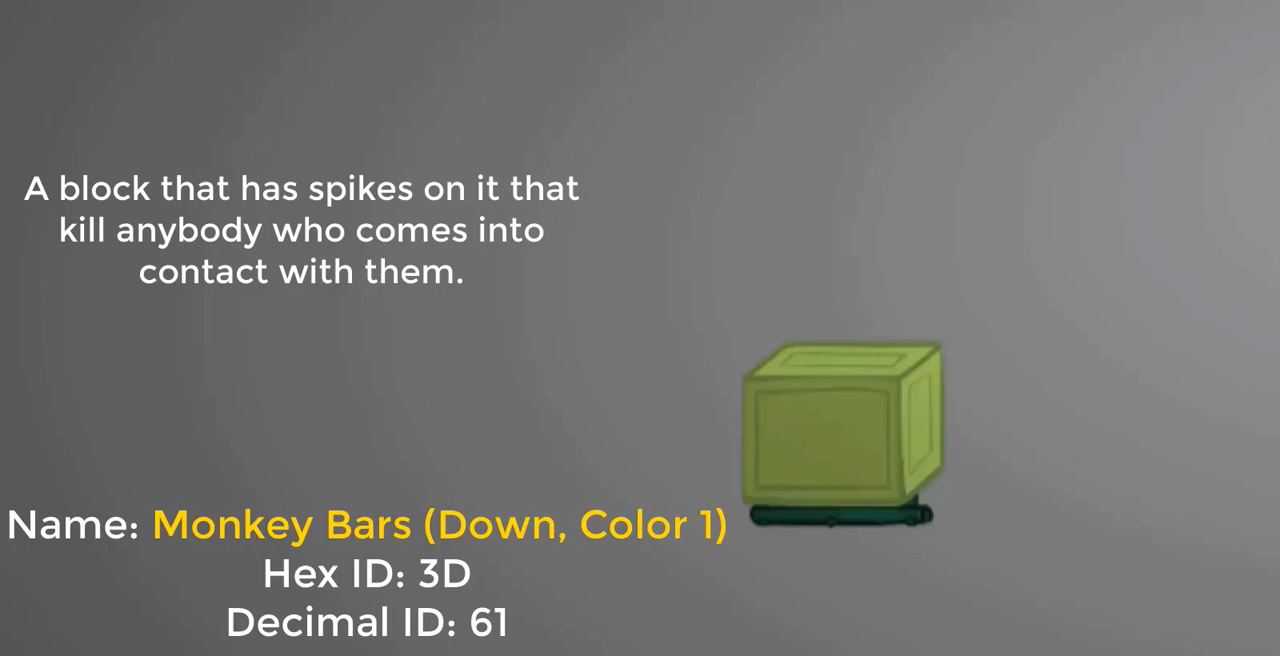 A block that has spikes on it that
kill anybody who comes into
contact with them.
Name: Monkey Bars (Down, Color 1)
Hex ID: 3D
Decimal ID: 61